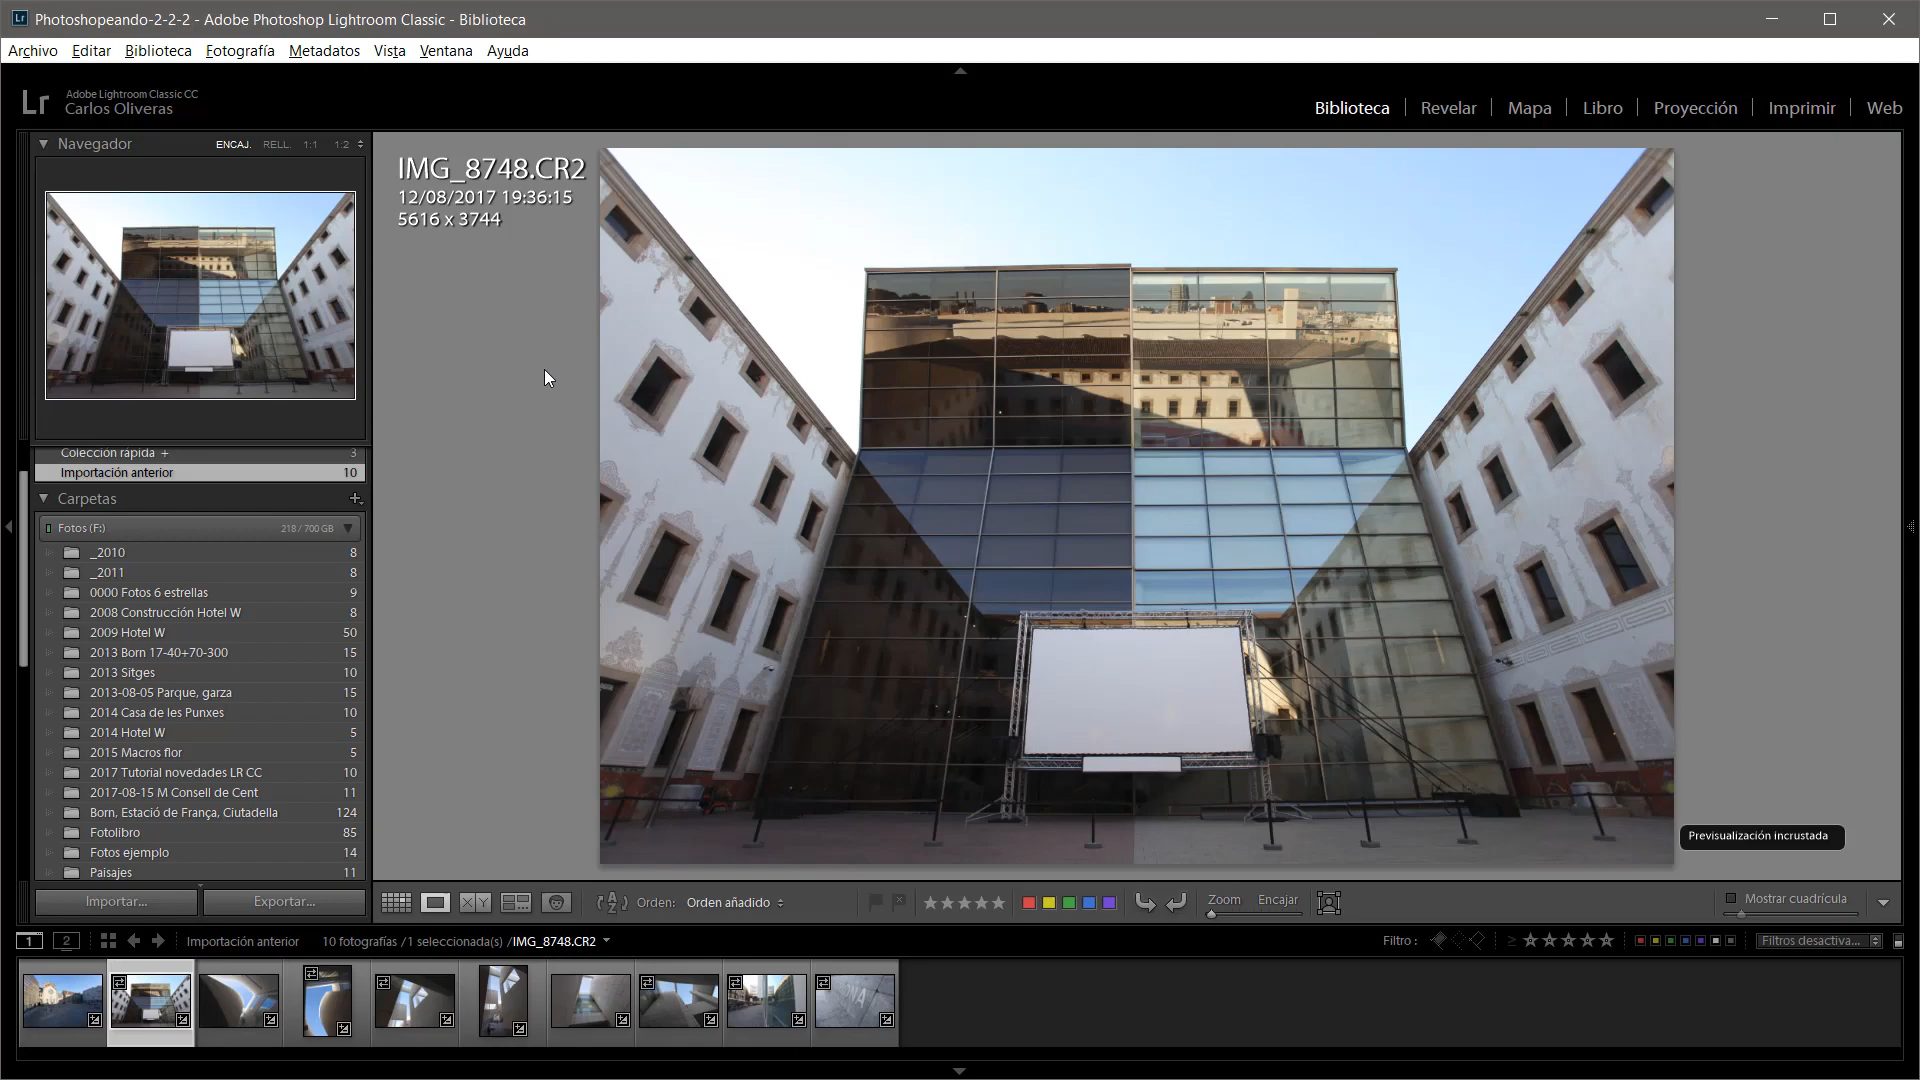 Photoshopeando-2-2-2 - Adobe Photoshop Lightroom Classic - Biblioteca
Archivo Editar Biblioteca Fotografía Metadatos Vista Ventana Ayuda
Lr Adobe Lightroom Classic CC
Carlos Oliveras
Biblioteca Revelar Mapa Libro Proyección Imprimir Web
Navegador ENCAJ. RELL. 1:1 1:2
IMG_8748.CR2
12/08/2017 19:36:15
5616 x 3744
Colección rápida + 3
Importación anterior 10
Carpetas +
Fotos (F:) 218 / 700 GB
_2010 8
_2011 8
0000 Fotos 6 estrellas 9
2008 Construcción Hotel W 8
2009 Hotel W 50
2013 Born 17-40+70-300 15
2013 Sitges 10
2013-08-05 Parque, garza 15
2014 Casa de les Punxes 10
2014 Hotel W 5
2015 Macros flor 5
2017 Tutorial novedades LR CC 10
2017-08-15 M Consell de Cent 11
Born, Estació de França, Ciutadella 124
Fotolibro 85
Fotos ejemplo 14
Paisajes 11
Previsualización incrustada
Importar... Exportar...
X Y
A Z Orden: Orden añadido
Zoom Encajar
Mostrar cuadrícula
1 2 Importación anterior 10 fotografías /1 seleccionada(s) /IMG_8748.CR2
Filtro : ≥ Filtros desactiva...